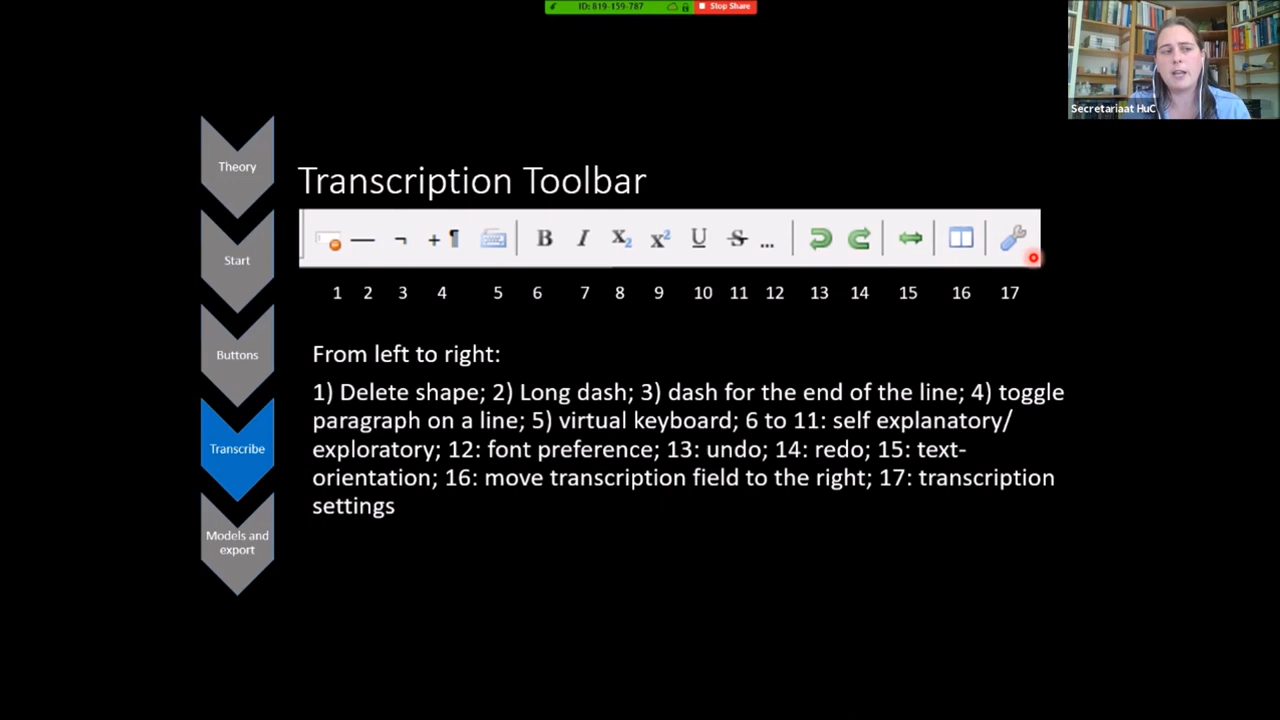 ID: 819-159-787 Stop Share
Secretariaat HuC
Theory
Start
Buttons
Transcribe
Models and
export
Transcription Toolbar
— ¬ + ¶ B I X₂ X² U S ...
1 2 3 4 5 6 7 8 9 10 11 12 13 14 15 16 17
From left to right:
1) Delete shape; 2) Long dash; 3) dash for the end of the line; 4) toggle
paragraph on a line; 5) virtual keyboard; 6 to 11: self explanatory/
exploratory; 12: font preference; 13: undo; 14: redo; 15: text-
orientation; 16: move transcription field to the right; 17: transcription
settings